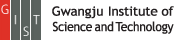 GIST
Gwangju Institute of
Science and Technology